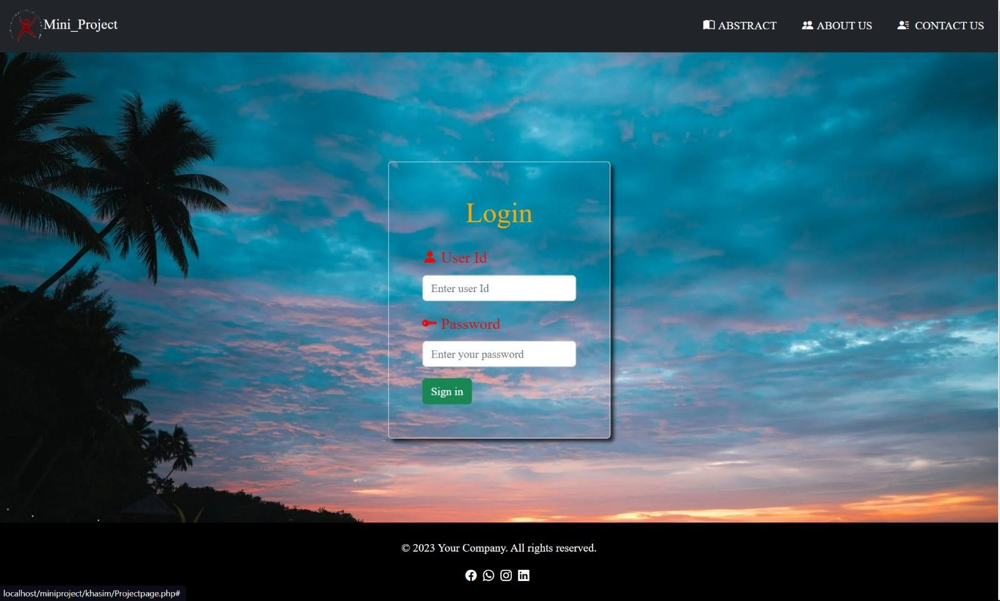 Mini_Project
ABSTRACT
ABOUT US
CONTACT US
Login
User Id
Enter user Id
Password
Enter your password
Sign in
© 2023 Your Company. All rights reserved.
localhost/miniproject/khasim/Projectpage.php#